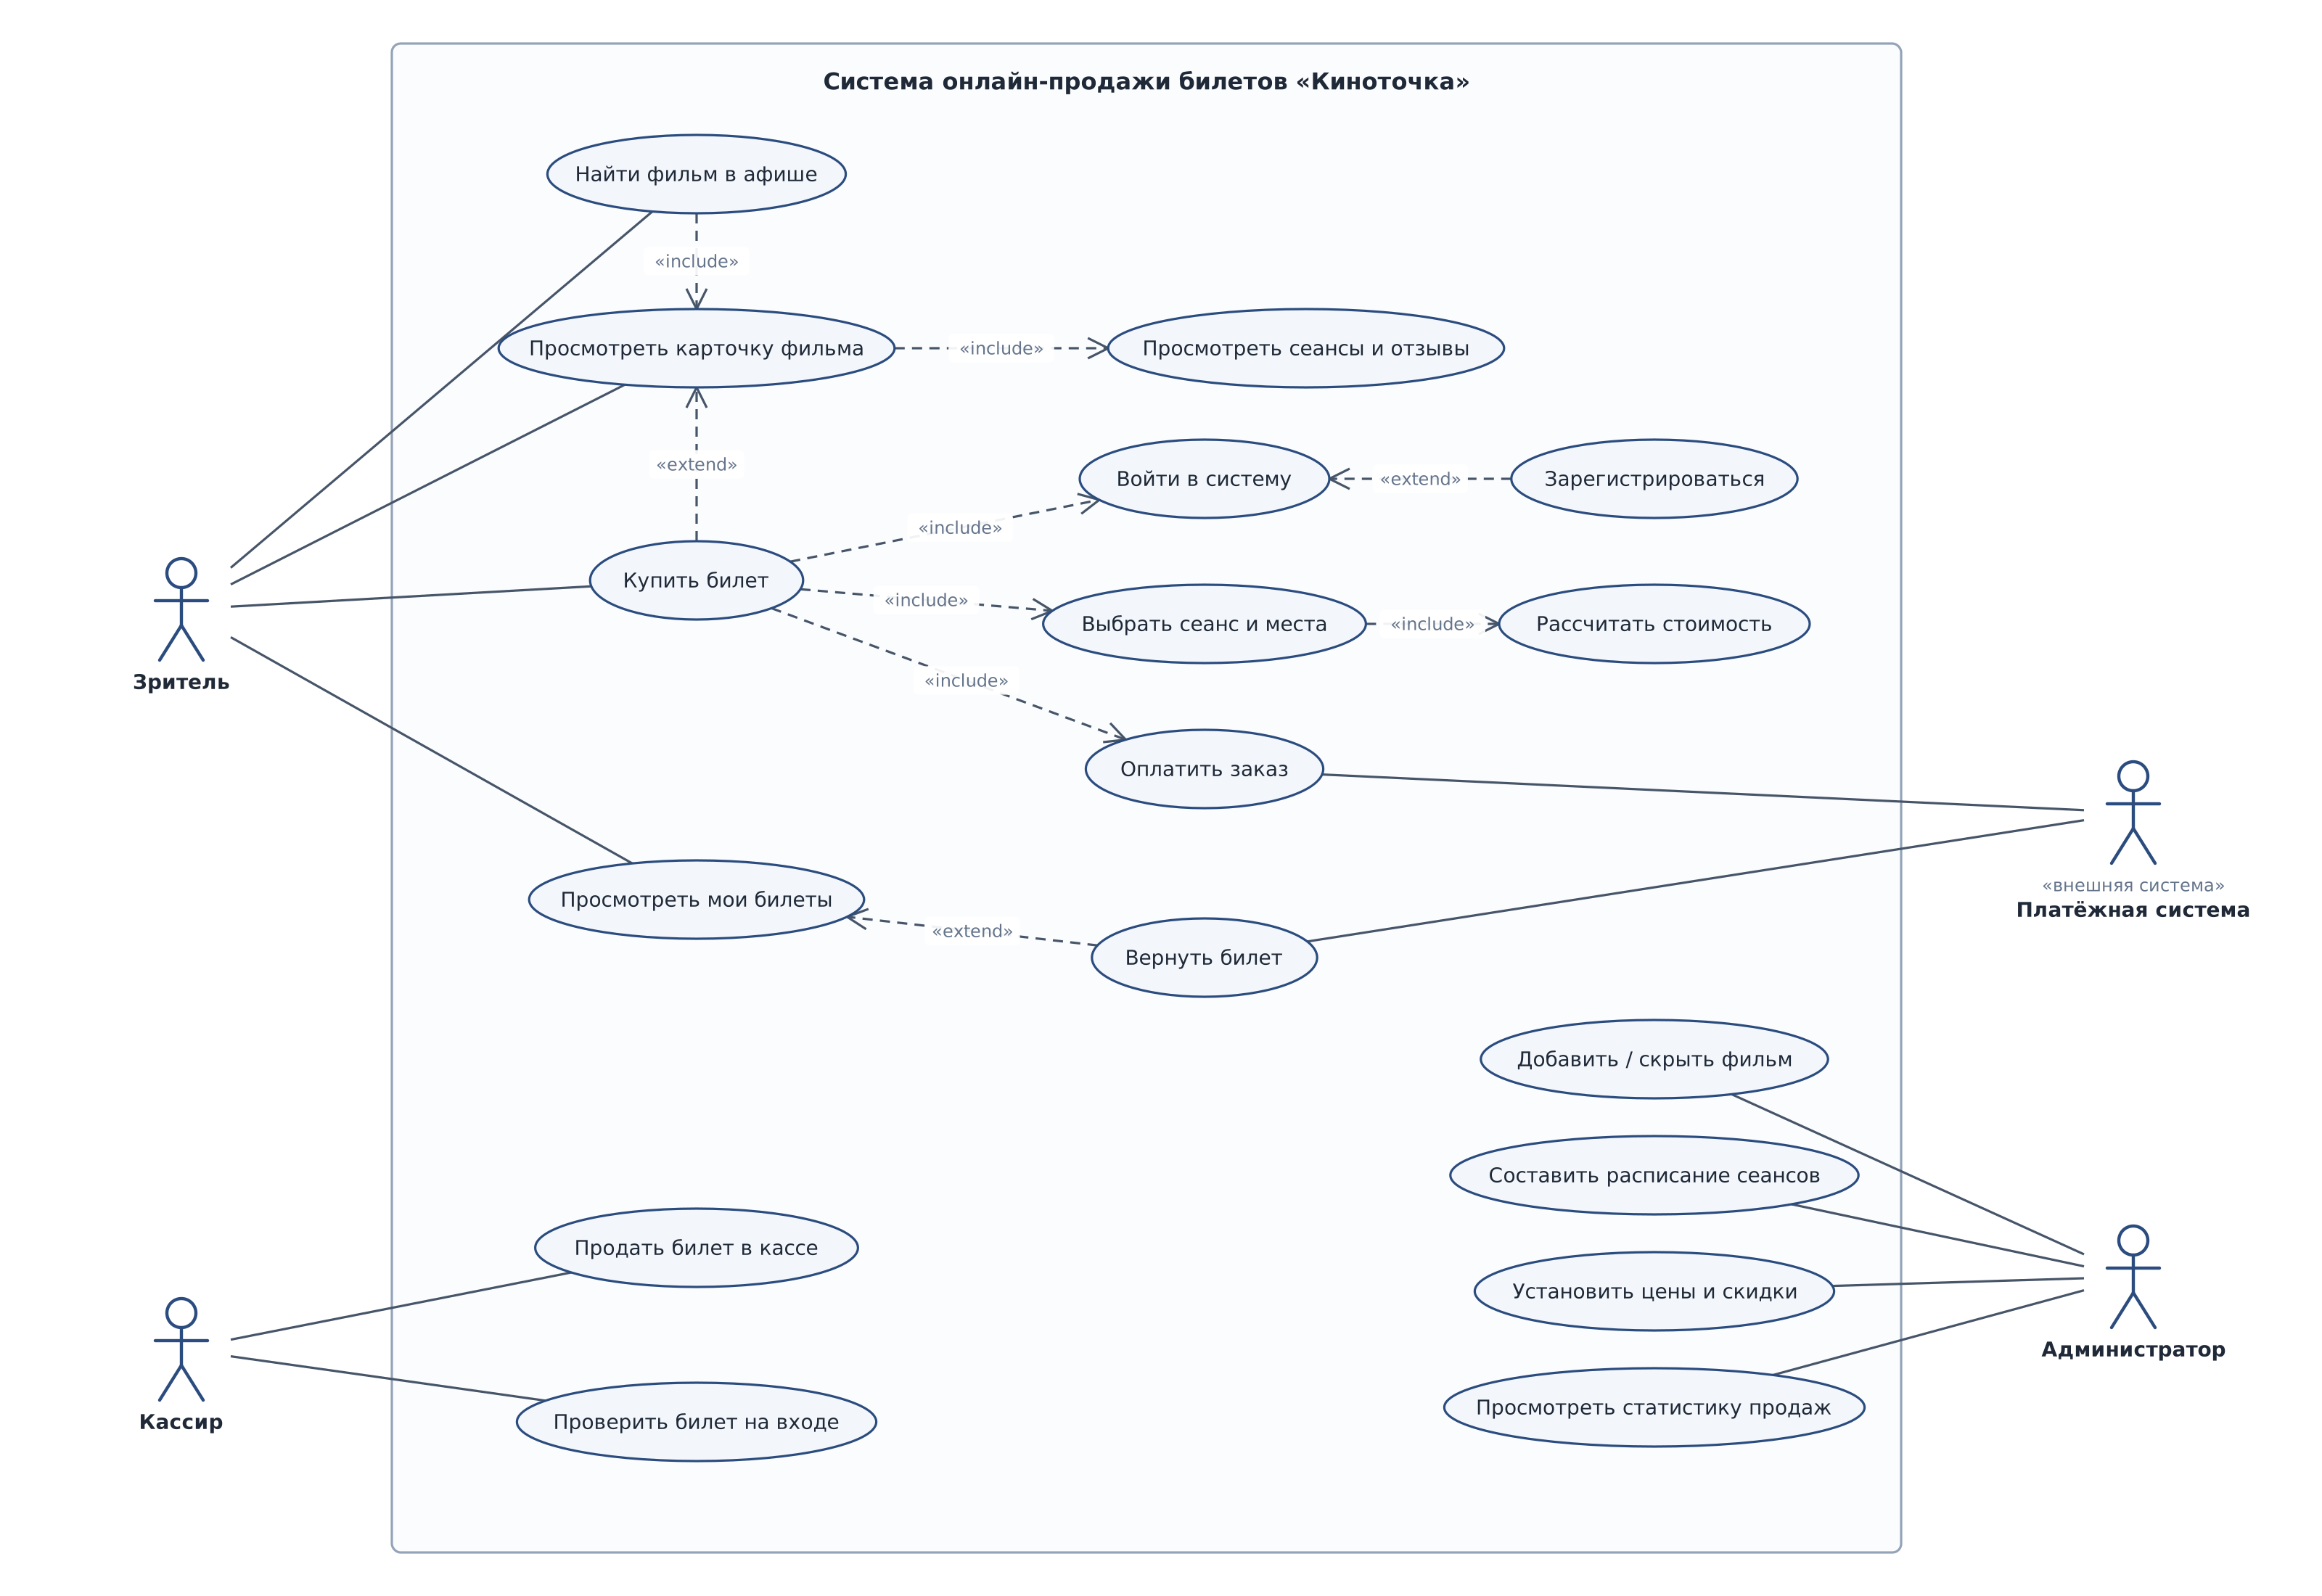 Система онлайн-продажи билетов «Киноточка»
Найти фильм в афише
«include»
Просмотреть карточку фильма
«include»
Просмотреть сеансы и отзывы
«extend»
Войти в систему
«extend»
Зарегистрироваться
«include»
Купить билет
«include»
Выбрать сеанс и места
«include»
Рассчитать стоимость
Зритель
«include»
Оплатить заказ
«внешняя система»
Платёжная система
Просмотреть мои билеты
«extend»
Вернуть билет
Добавить / скрыть фильм
Составить расписание сеансов
Продать билет в кассе
Установить цены и скидки
Администратор
Просмотреть статистику продаж
Кассир
Проверить билет на входе